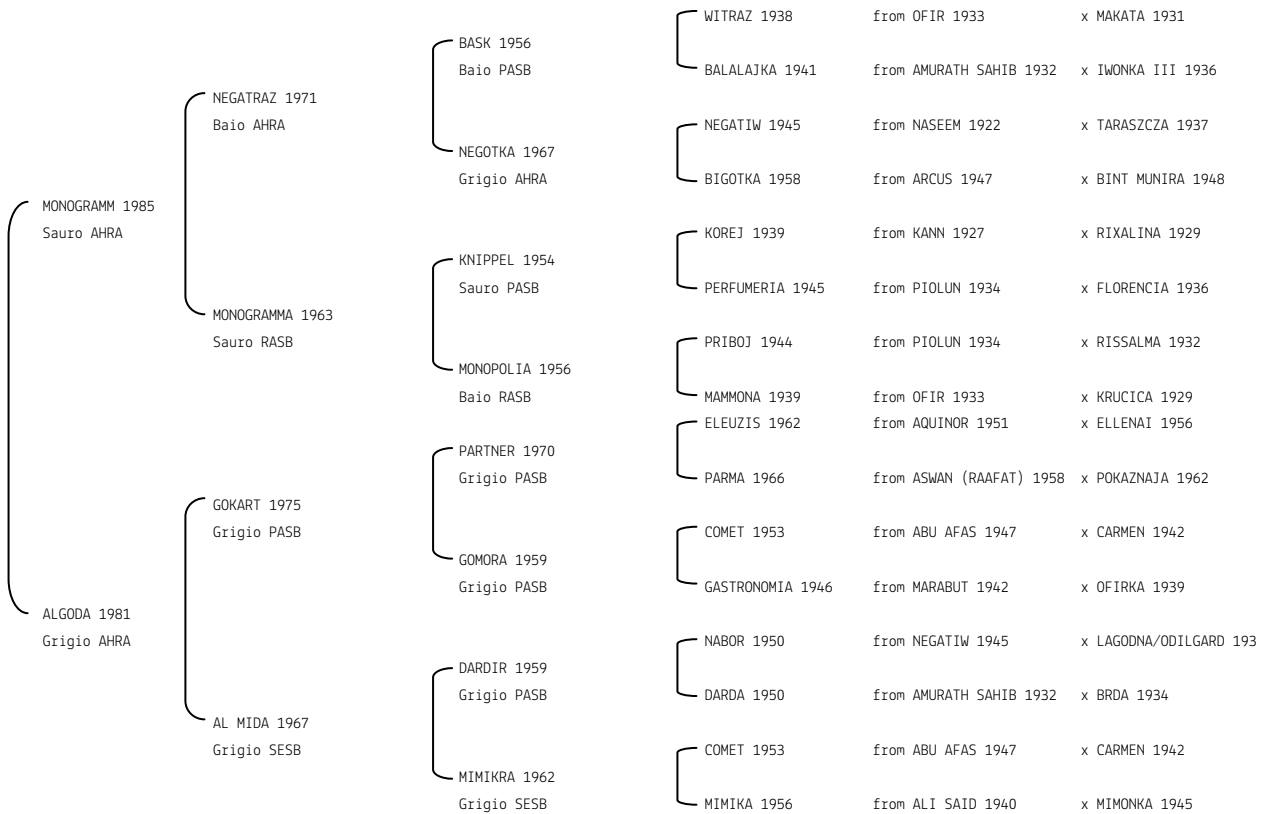 WITRAZ 1938 from OFIR 1933 x MAKATA 1931
BASK 1956
Baio PASB
BALALAJKA 1941 from AMURATH SAHIB 1932 x IWONKA III 1936
NEGATRAZ 1971
Baio AHRA
NEGATIW 1945 from NASEEM 1922 x TARASZCZA 1937
NEGOTKA 1967
Grigio AHRA
BIGOTKA 1958 from ARCUS 1947 x BINT MUNIRA 1948
MONOGRAMM 1985
Sauro AHRA
KOREJ 1939 from KANN 1927 x RIXALINA 1929
KNIPPEL 1954
Sauro PASB
PERFUMERIA 1945 from PIOLUN 1934 x FLORENCIA 1936
MONOGRAMMA 1963
Sauro RASB
PRIBOJ 1944 from PIOLUN 1934 x RISSALMA 1932
MONOPOLIA 1956
Baio RASB
MAMMONA 1939 from OFIR 1933 x KRUCICA 1929
ELEUZIS 1962 from AQUINOR 1951 x ELLENAI 1956
PARTNER 1970
Grigio PASB
PARMA 1966 from ASWAN (RAAFAT) 1958 x POKAZNAJA 1962
GOKART 1975
Grigio PASB
COMET 1953 from ABU AFAS 1947 x CARMEN 1942
GOMORA 1959
Grigio PASB
GASTRONOMIA 1946 from MARABUT 1942 x OFIRKA 1939
ALGODA 1981
Grigio AHRA
NABOR 1950 from NEGATIW 1945 x LAGODNA/ODILGARD 193
DARDIR 1959
Grigio PASB
DARDA 1950 from AMURATH SAHIB 1932 x BRDA 1934
AL MIDA 1967
Grigio SESB
COMET 1953 from ABU AFAS 1947 x CARMEN 1942
MIMIKRA 1962
Grigio SESB
MIMIKA 1956 from ALI SAID 1940 x MIMONKA 1945